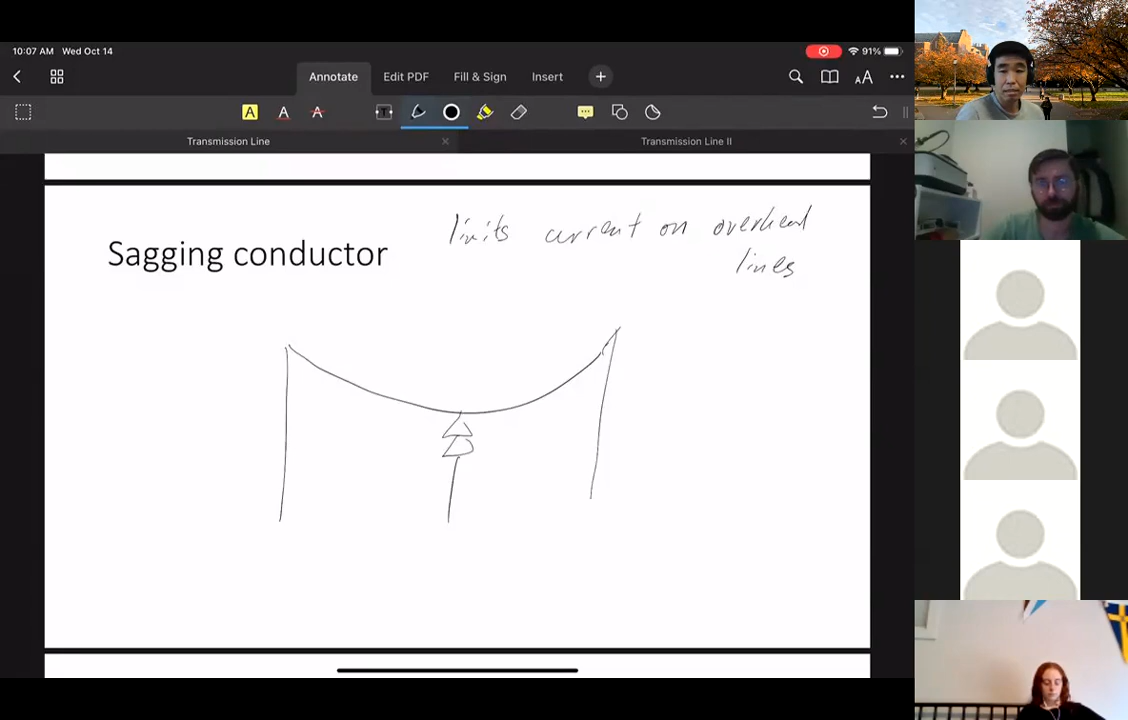 10:07 AM Wed Oct 14
91%
Annotate Edit PDF Fill & Sign Insert
AA
A A A T
Transmission Line Transmission Line II
limits current on overhead
lines
Sagging conductor